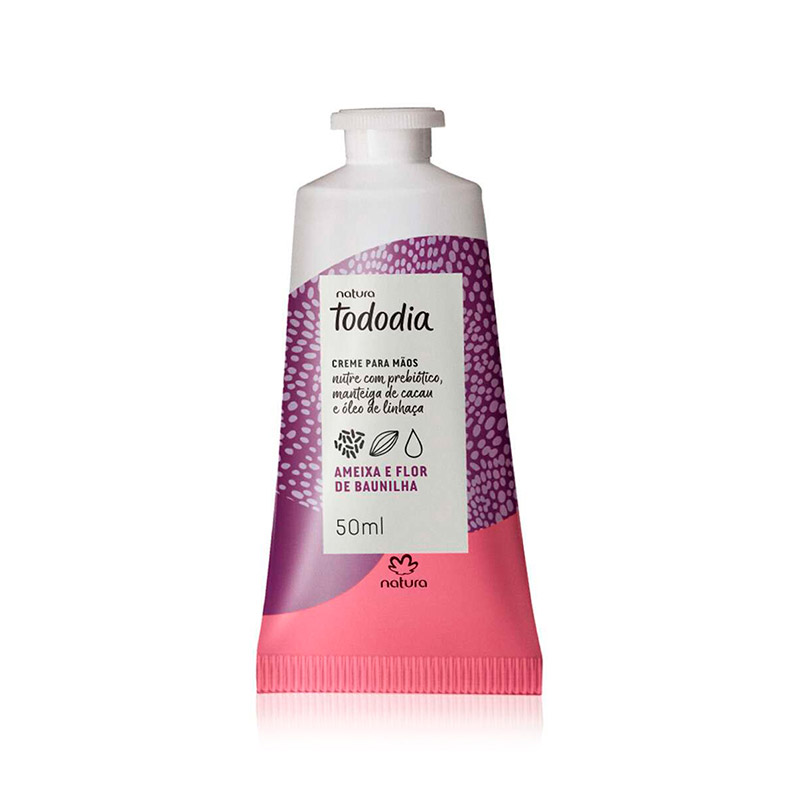 natura
Tododia
CREME PARA MÃOS
nutre com prebiótico,
manteiga de cacau
e óleo de linhaça
AMEIXA E FLOR
DE BAUNILHA
50ml
natura